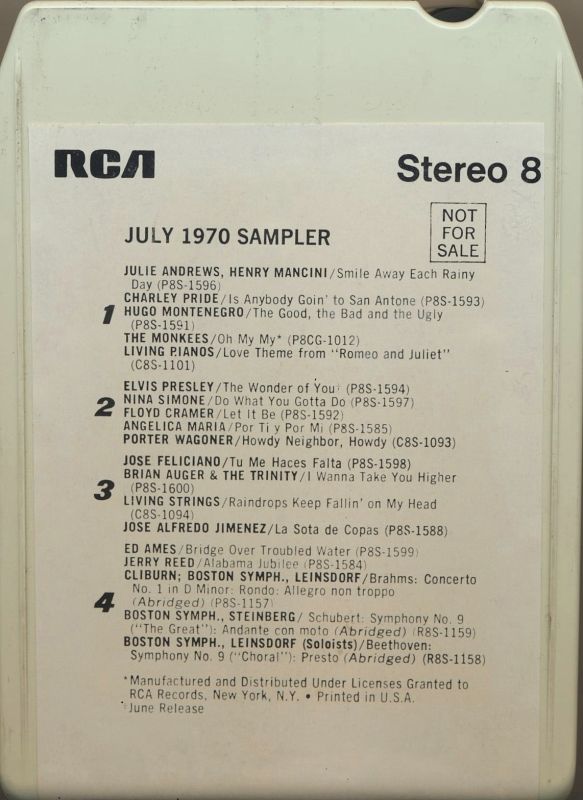 RCA
Stereo 8
NOT
FOR
SALE
JULY 1970 SAMPLER
1
JULIE ANDREWS, HENRY MANCINI/Smile Away Each Rainy
Day (P8S-1596)
CHARLEY PRIDE/Is Anybody Goin' to San Antone (P8S-1593)
HUGO MONTENEGRO/The Good, the Bad and the Ugly
(P8S-1591)
THE MONKEES/Oh My My* (P8CG-1012)
LIVING PIANOS/Love Theme from "Romeo and Juliet"
(C8S-1101)
2
ELVIS PRESLEY/The Wonder of You† (P8S-1594)
NINA SIMONE/Do What You Gotta Do (P8S-1597)
FLOYD CRAMER/Let It Be (P8S-1592)
ANGELICA MARIA/Por Ti y Por Mi (P8S-1585)
PORTER WAGONER/Howdy Neighbor, Howdy (C8S-1093)
3
JOSE FELICIANO/Tu Me Haces Falta (P8S-1598)
BRIAN AUGER & THE TRINITY/I Wanna Take You Higher
(P8S-1600)
LIVING STRINGS/Raindrops Keep Fallin' on My Head
(C8S-1094)
JOSE ALFREDO JIMENEZ/La Sota de Copas (P8S-1588)
4
ED AMES/Bridge Over Troubled Water (P8S-1599)
JERRY REED/Alabama Jubilee (P8S-1584)
CLIBURN; BOSTON SYMPH., LEINSDORF/Brahms: Concerto
No. 1 in D Minor: Rondo: Allegro non troppo
(Abridged) (P8S-1157)
BOSTON SYMPH., STEINBERG/ Schubert: Symphony No. 9
("The Great"): Andante con moto (Abridged) (R8S-1159)
BOSTON SYMPH., LEINSDORF (Soloists)/Beethoven:
Symphony No. 9 ("Choral"): Presto (Abridged) (R8S-1158)
*Manufactured and Distributed Under Licenses Granted to
RCA Records, New York, N.Y. • Printed in U.S.A.
†June Release